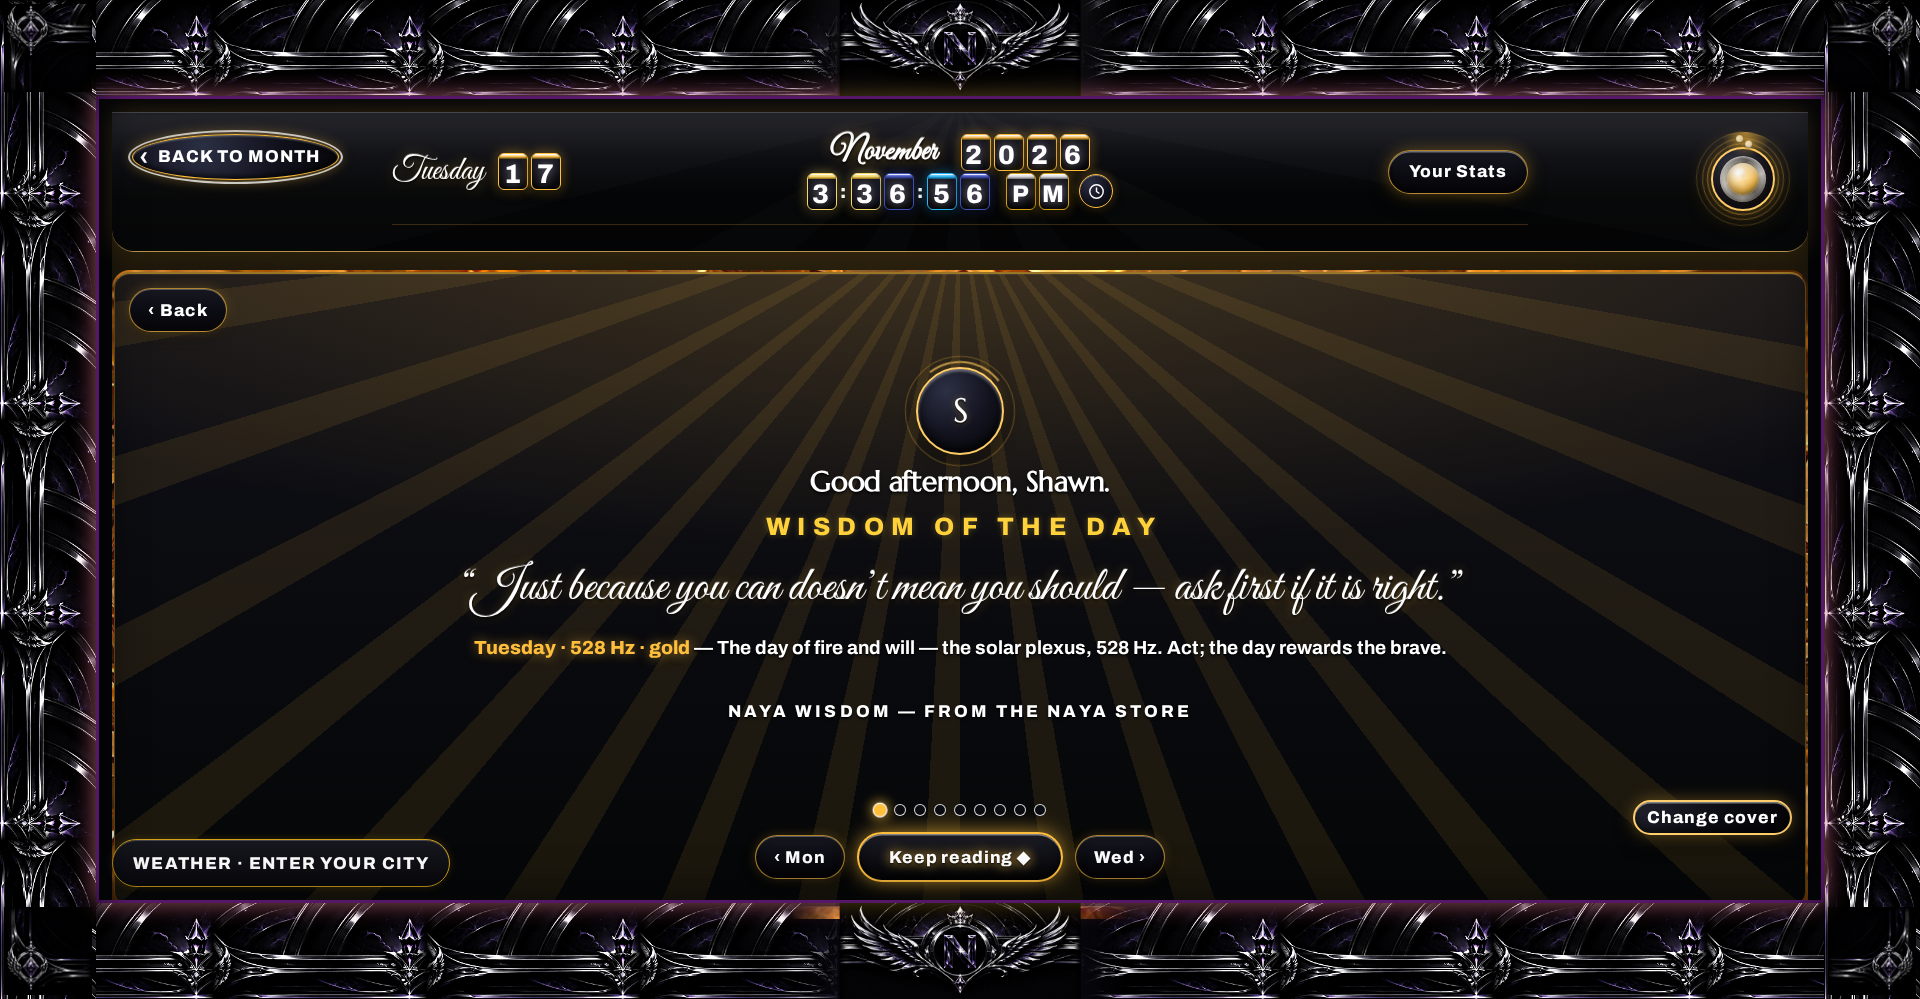 N
‹ BACK TO MONTH
Tuesday 17
November 2026
3:36:56 PM
Your Stats
‹ Back
S
Good afternoon, Shawn.
WISDOM OF THE DAY
“Just because you can doesn’t mean you should — ask first if it is right.”
Tuesday · 528 Hz · gold — The day of fire and will — the solar plexus, 528 Hz. Act; the day rewards the brave.
NAYA WISDOM — FROM THE NAYA STORE
Change cover
WEATHER · ENTER YOUR CITY
‹ Mon
Keep reading ◆
Wed ›
N